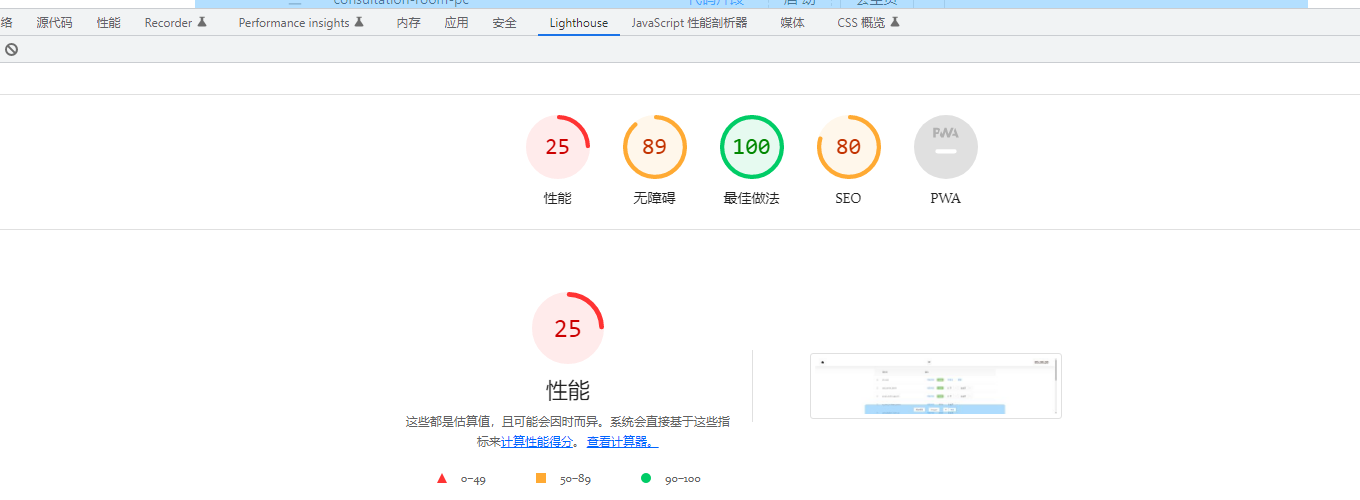 consultation-room-pc 代码片段 启动 去主页
络 源代码 性能 Recorder Performance insights 内存 应用 安全 Lighthouse JavaScript 性能剖析器 媒体 CSS 概览
25 89 100 80 PWA
性能 无障碍 最佳做法 SEO PWA
25
性能
这些都是估算值，且可能会因时而异。系统会直接基于这些指
标来计算性能得分。 查看计算器。
0–49 50–89 90–100